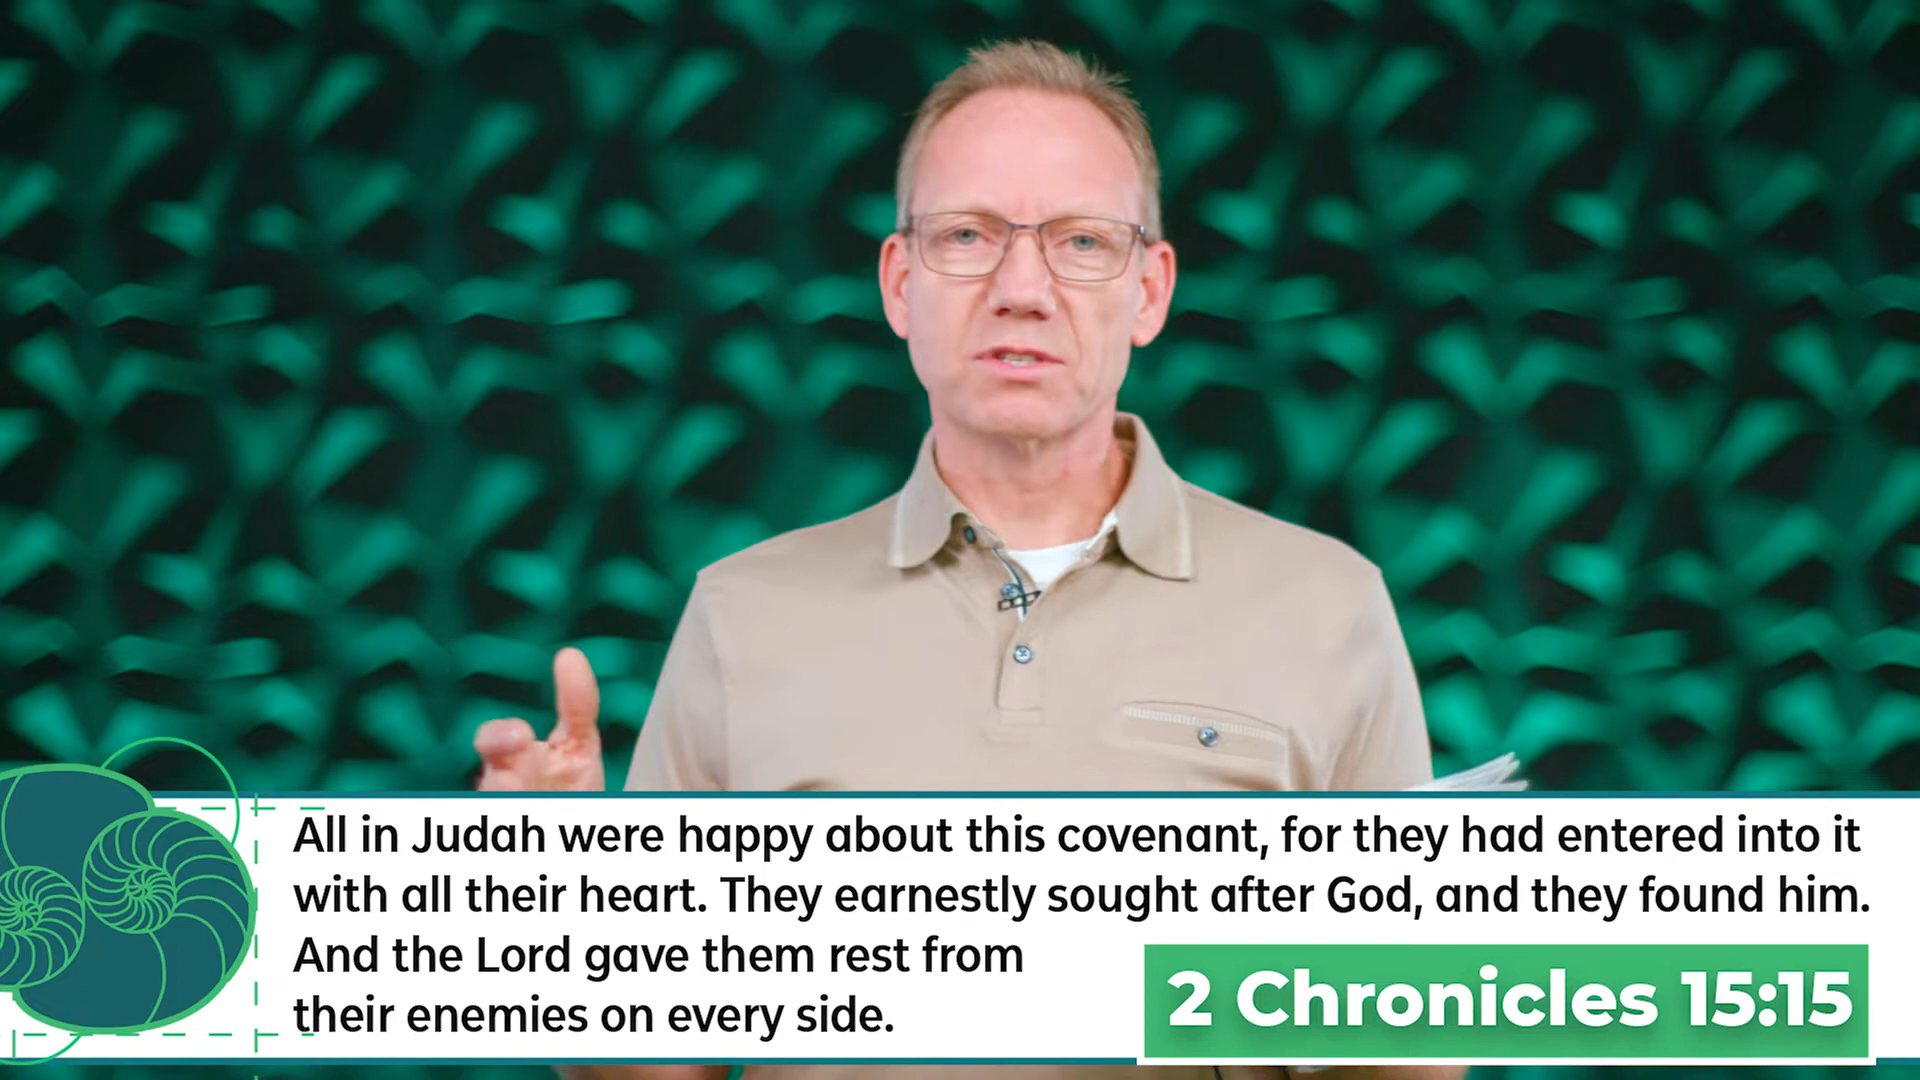 All in Judah were happy about this covenant, for they had entered into it
with all their heart. They earnestly sought after God, and they found him.
And the Lord gave them rest from
their enemies on every side.
2 Chronicles 15:15